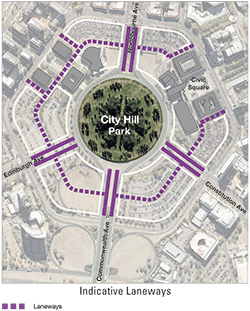 Northbourne Ave
Civic
Square
City Hill
Park
Edinburgh Ave
Constitution Ave
Commonwealth Ave
Indicative Laneways
Laneways